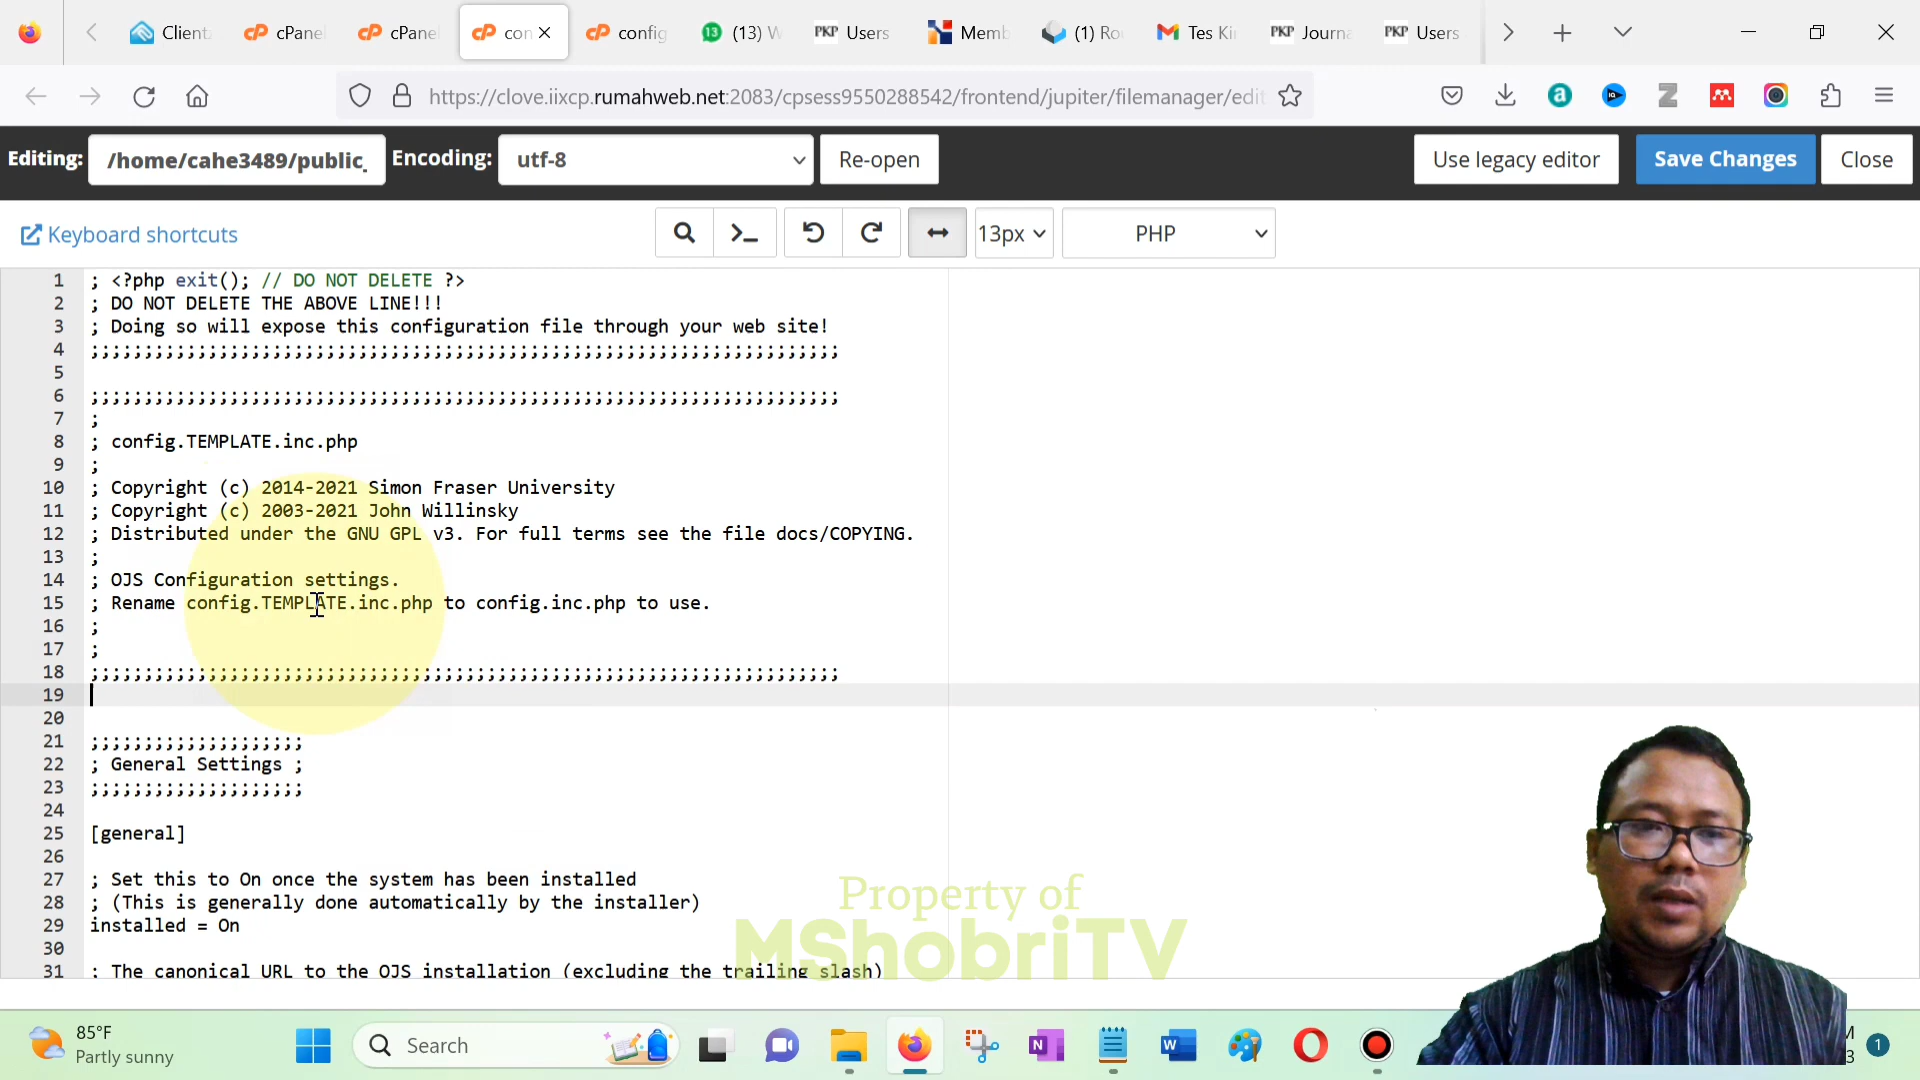 Client
cPane
cPane
con
config
(13) W
PKP Users
Memb
(1) Ro
Tes Ki
PKP Journa
PKP Users
https://clove.iixcp.rumahweb.net:2083/cpsess9550288542/frontend/jupiter/filemanager/edit
Editing: /home/cahe3489/public_ Encoding: utf-8 Re-open Use legacy editor Save Changes Close
Keyboard shortcuts 13px PHP
1 ; <?php exit(); // DO NOT DELETE ?>
2 ; DO NOT DELETE THE ABOVE LINE!!!
3 ; Doing so will expose this configuration file through your web site!
4 ;;;;;;;;;;;;;;;;;;;;;;;;;;;;;;;;;;;;;;;;;;;;;;;;;;;;;;;;;;;;;;;;;;;;;;
5
6 ;;;;;;;;;;;;;;;;;;;;;;;;;;;;;;;;;;;;;;;;;;;;;;;;;;;;;;;;;;;;;;;;;;;;;;
7 ;
8 ; config.TEMPLATE.inc.php
9 ;
10 ; Copyright (c) 2014-2021 Simon Fraser University
11 ; Copyright (c) 2003-2021 John Willinsky
12 ; Distributed under the GNU GPL v3. For full terms see the file docs/COPYING.
13 ;
14 ; OJS Configuration settings.
15 ; Rename config.TEMPLATE.inc.php to config.inc.php to use.
16 ;
17 ;
18 ;;;;;;;;;;;;;;;;;;;;;;;;;;;;;;;;;;;;;;;;;;;;;;;;;;;;;;;;;;;;;;;;;;;;;;
19
20
21 ;;;;;;;;;;;;;;;;;;;;
22 ; General Settings ;
23 ;;;;;;;;;;;;;;;;;;;;
24
25 [general]
26
27 ; Set this to On once the system has been installed
28 ; (This is generally done automatically by the installer)
29 installed = On
30
31 ; The canonical URL to the OJS installation (excluding the trailing slash)
Property of
MShobriTV
85°F
Partly sunny
Search
1